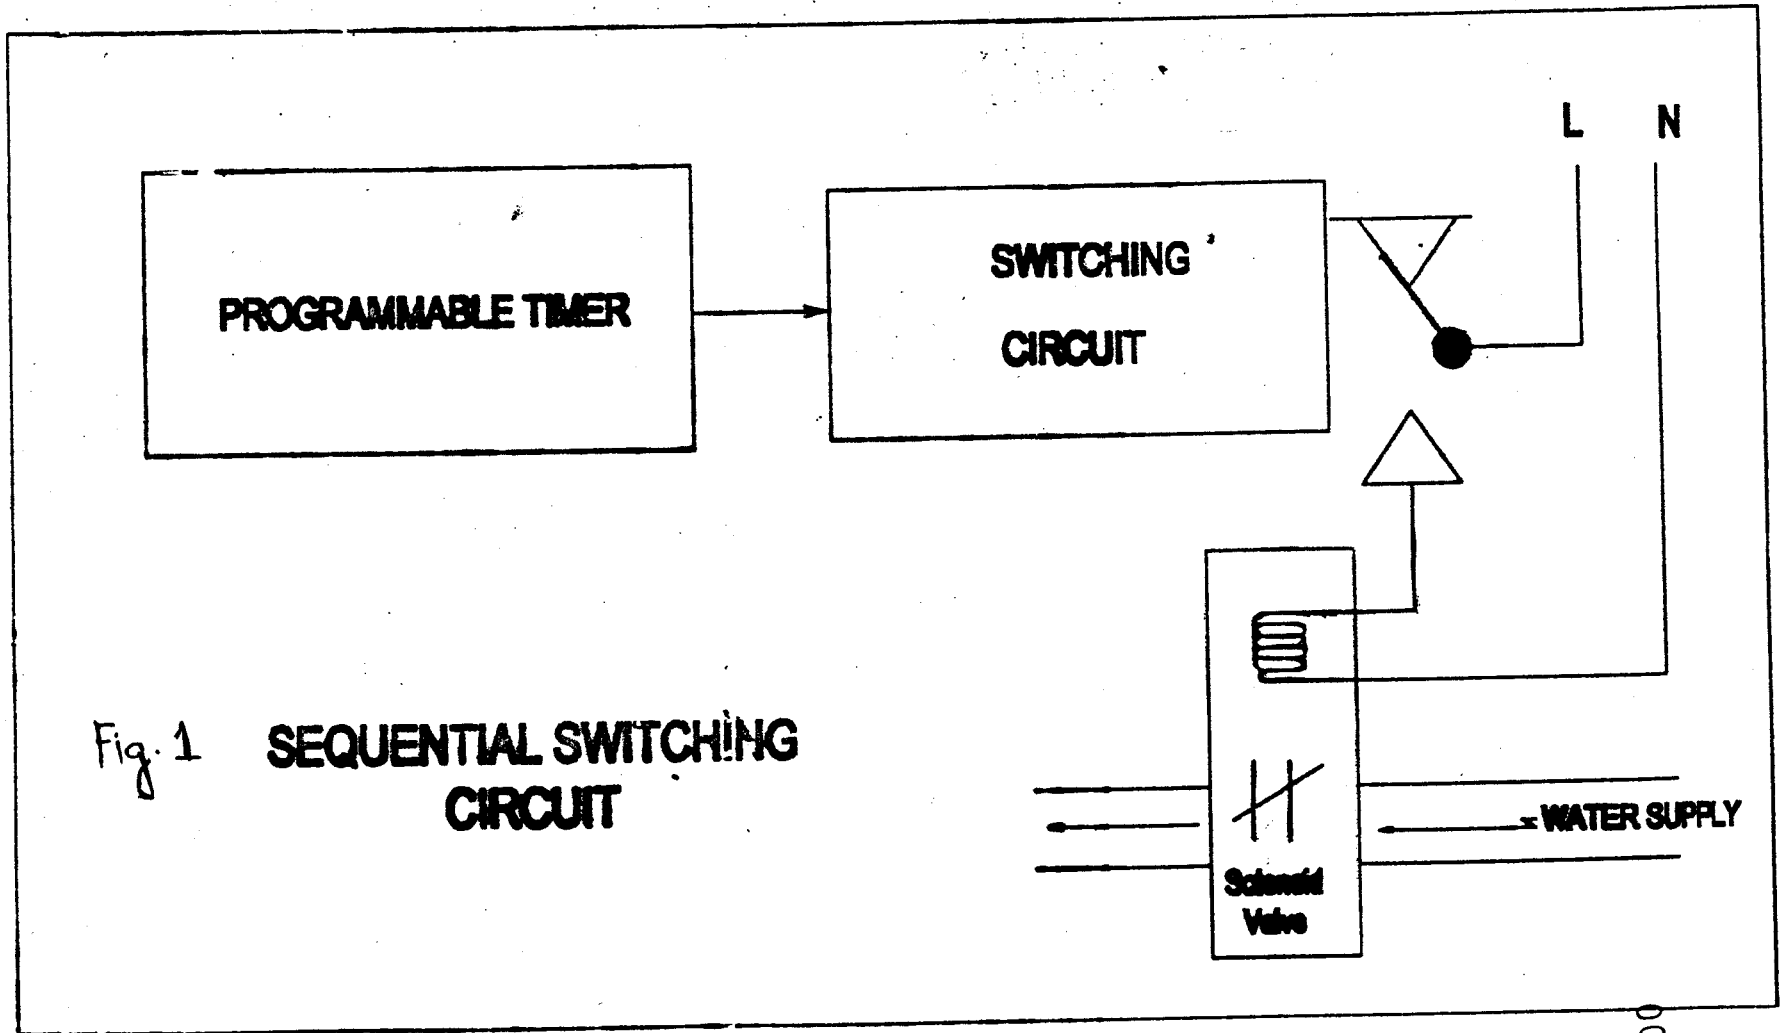 L N
PROGRAMMABLE TIMER
SWITCHING
CIRCUIT
Fig. 1 SEQUENTIAL SWITCHING
CIRCUIT
WATER SUPPLY
Solenoid
Valve